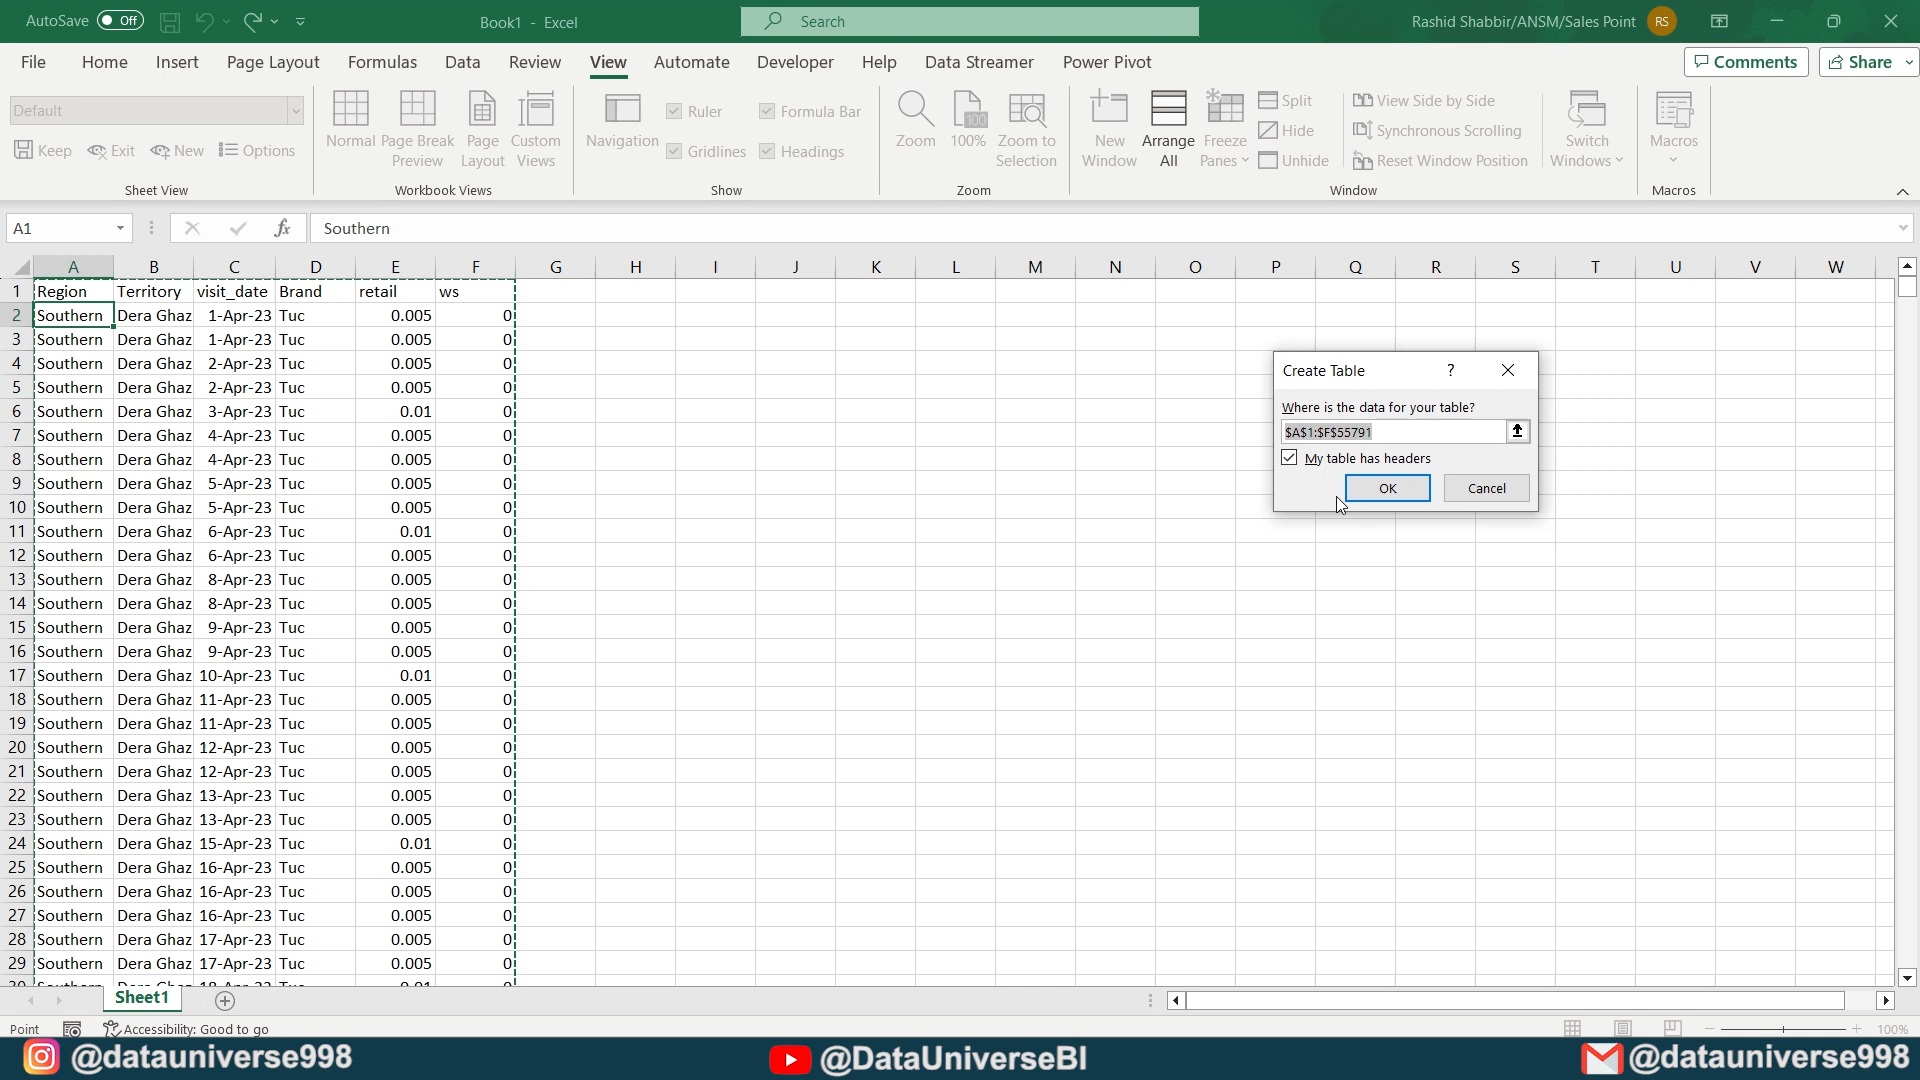 AutoSave Off Book1 - Excel Search Rashid Shabbir/ANSM/Sales Point RS
File Home Insert Page Layout Formulas Data Review View Automate Developer Help Data Streamer Power Pivot Comments Share
Default
Keep Exit New Options
Sheet View
Normal Page Break Preview Page Layout Custom Views
Workbook Views
Navigation Ruler Formula Bar
Gridlines Headings
Show
Zoom 100% Zoom to Selection
Zoom
New Window Arrange All Freeze Panes Split Hide Unhide
View Side by Side
Synchronous Scrolling
Reset Window Position
Switch Windows
Window
Macros
Macros
A1 fx Southern
A B C D E F G H I J K L M N O P Q R S T U V W
1 Region Territory visit_date Brand retail ws
2 Southern Dera Ghaz 1-Apr-23 Tuc 0.005 0
3 Southern Dera Ghaz 1-Apr-23 Tuc 0.005 0
4 Southern Dera Ghaz 2-Apr-23 Tuc 0.005 0
5 Southern Dera Ghaz 2-Apr-23 Tuc 0.005 0
6 Southern Dera Ghaz 3-Apr-23 Tuc 0.01 0
7 Southern Dera Ghaz 4-Apr-23 Tuc 0.005 0
8 Southern Dera Ghaz 4-Apr-23 Tuc 0.005 0
9 Southern Dera Ghaz 5-Apr-23 Tuc 0.005 0
10 Southern Dera Ghaz 5-Apr-23 Tuc 0.005 0
11 Southern Dera Ghaz 6-Apr-23 Tuc 0.01 0
12 Southern Dera Ghaz 6-Apr-23 Tuc 0.005 0
13 Southern Dera Ghaz 8-Apr-23 Tuc 0.005 0
14 Southern Dera Ghaz 8-Apr-23 Tuc 0.005 0
15 Southern Dera Ghaz 9-Apr-23 Tuc 0.005 0
16 Southern Dera Ghaz 9-Apr-23 Tuc 0.005 0
17 Southern Dera Ghaz 10-Apr-23 Tuc 0.01 0
18 Southern Dera Ghaz 11-Apr-23 Tuc 0.005 0
19 Southern Dera Ghaz 11-Apr-23 Tuc 0.005 0
20 Southern Dera Ghaz 12-Apr-23 Tuc 0.005 0
21 Southern Dera Ghaz 12-Apr-23 Tuc 0.005 0
22 Southern Dera Ghaz 13-Apr-23 Tuc 0.005 0
23 Southern Dera Ghaz 13-Apr-23 Tuc 0.005 0
24 Southern Dera Ghaz 15-Apr-23 Tuc 0.01 0
25 Southern Dera Ghaz 16-Apr-23 Tuc 0.005 0
26 Southern Dera Ghaz 16-Apr-23 Tuc 0.005 0
27 Southern Dera Ghaz 16-Apr-23 Tuc 0.005 0
28 Southern Dera Ghaz 17-Apr-23 Tuc 0.005 0
29 Southern Dera Ghaz 17-Apr-23 Tuc 0.005 0
Create Table ?
Where is the data for your table?
$A$1:$F$55791
My table has headers
OK Cancel
Sheet1
Point Accessibility: Good to go 100%
@datauniverse998 @DataUniverseBI @datauniverse998